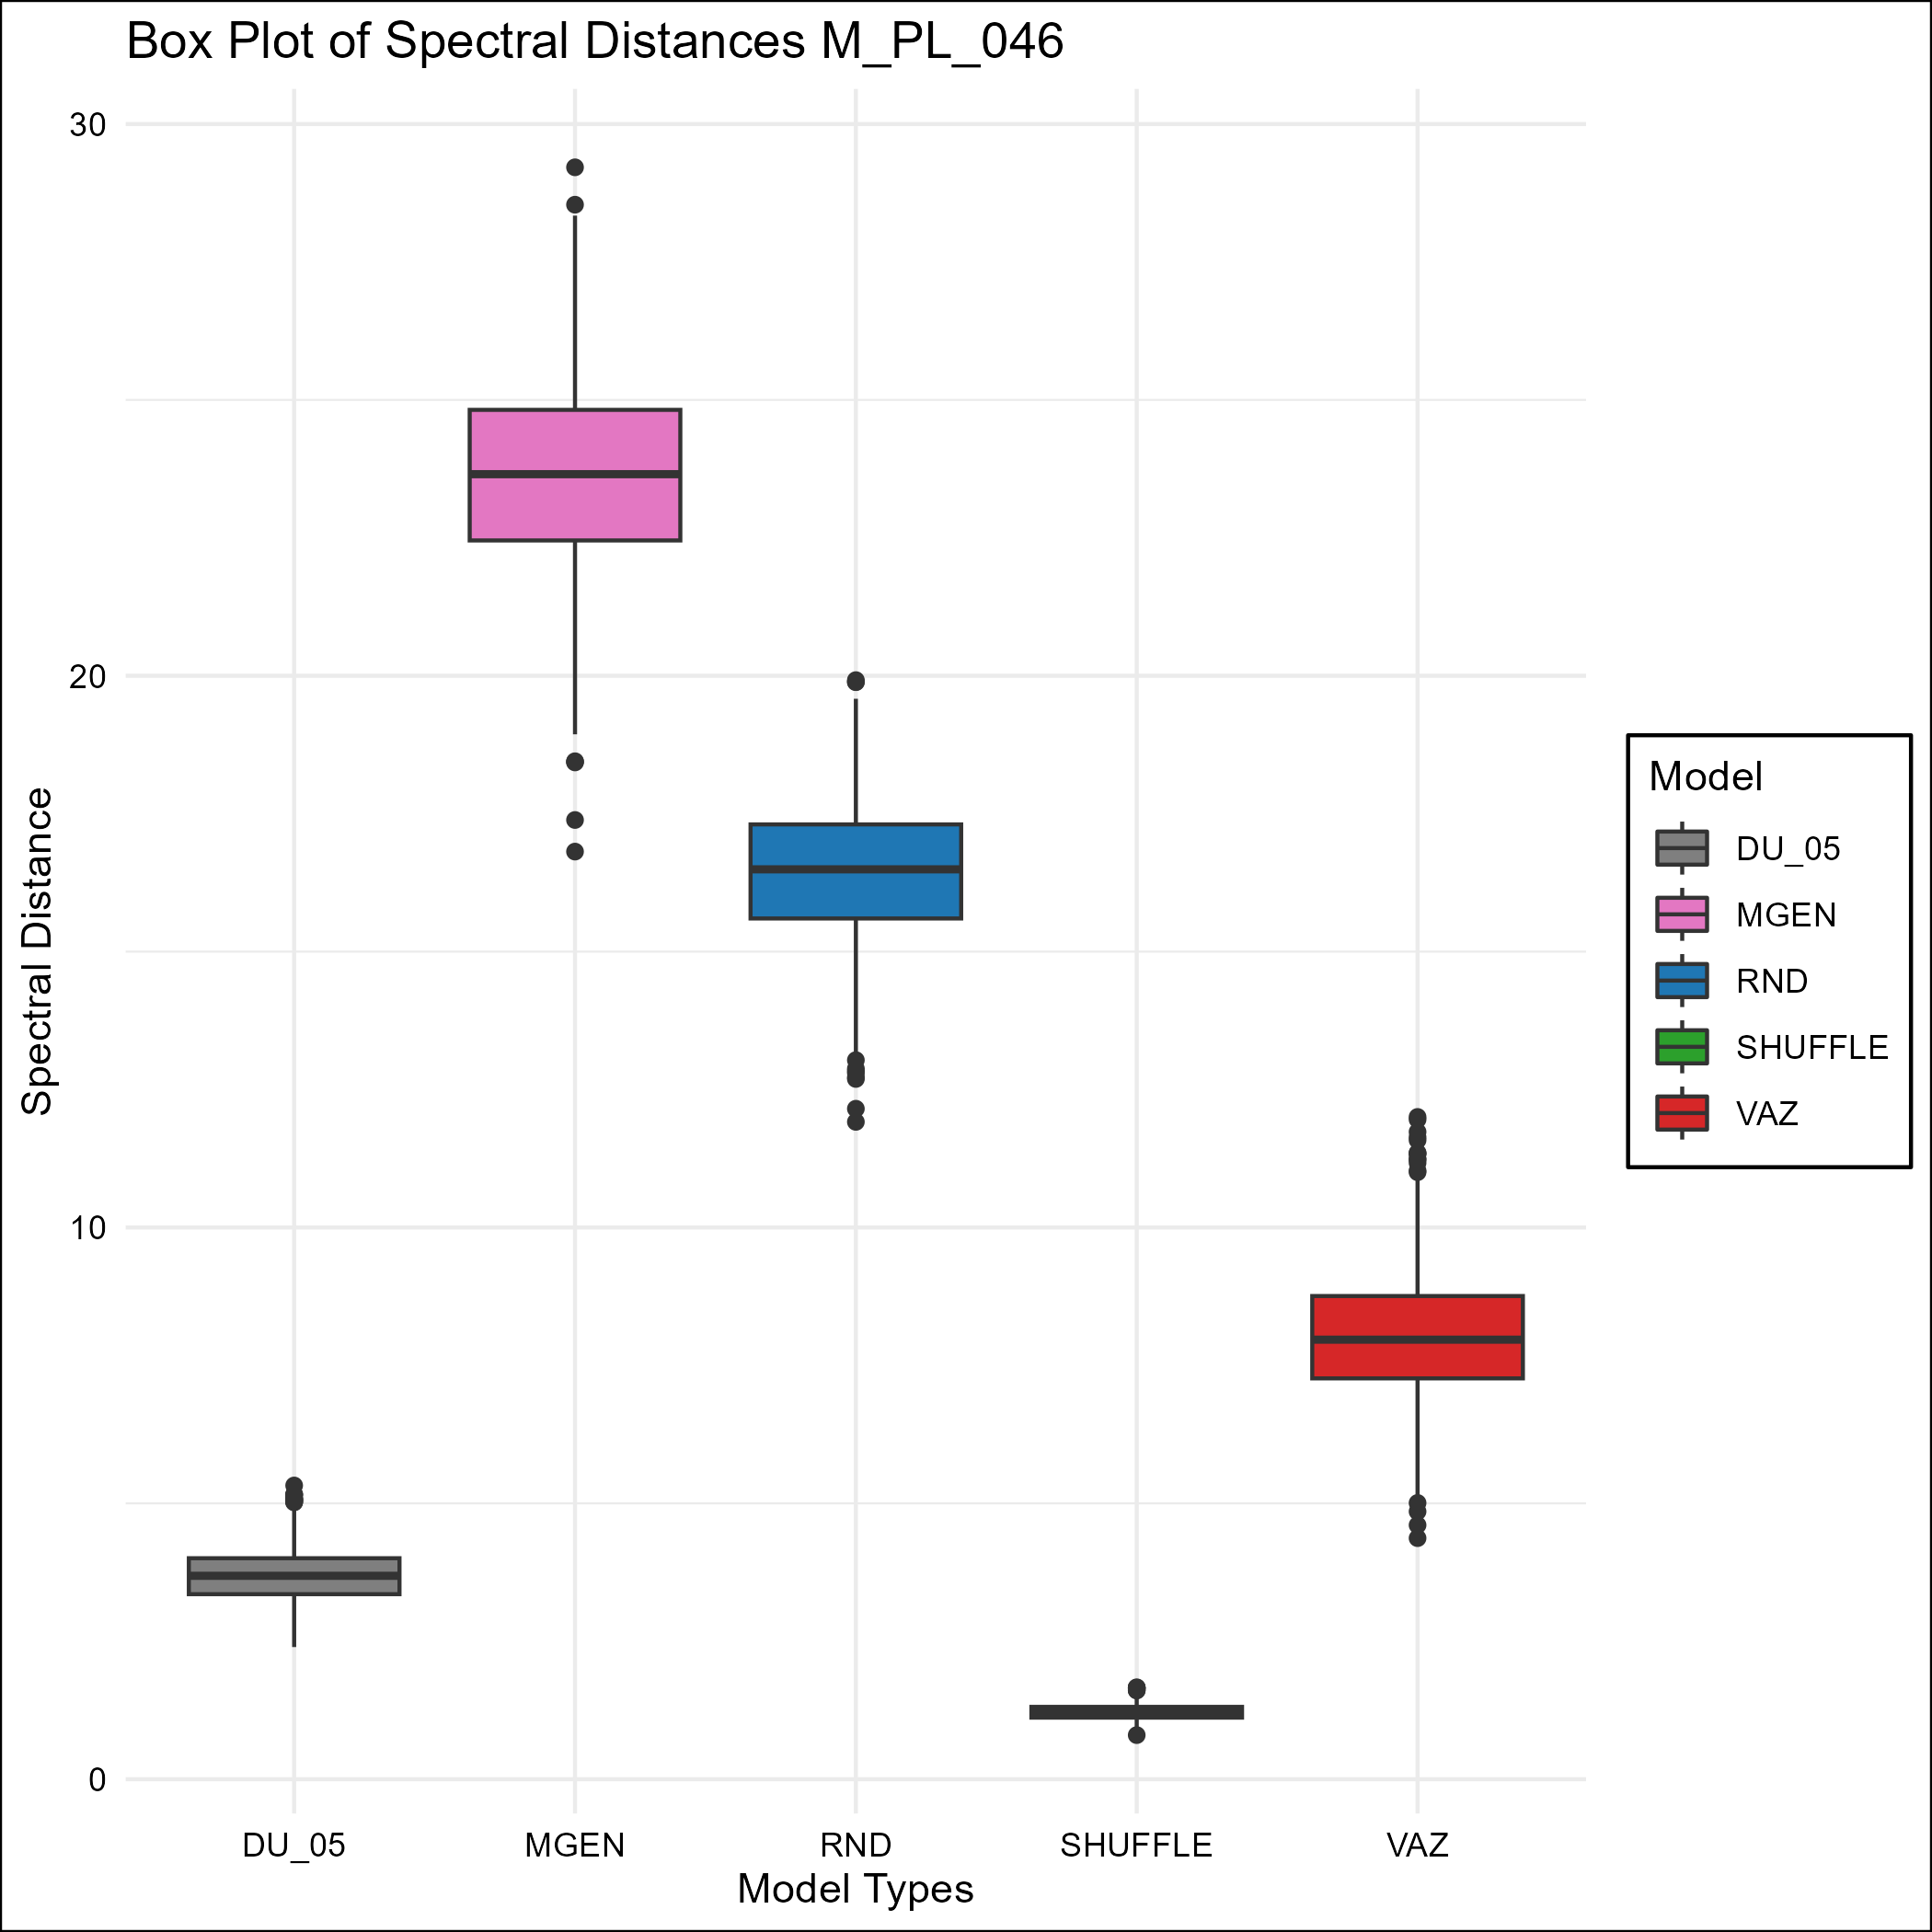 Box Plot of Spectral Distances M_PL_046
30
20
10
0
Spectral Distance
DU_05 MGEN RND SHUFFLE VAZ
Model Types
Model
DU_05
MGEN
RND
SHUFFLE
VAZ